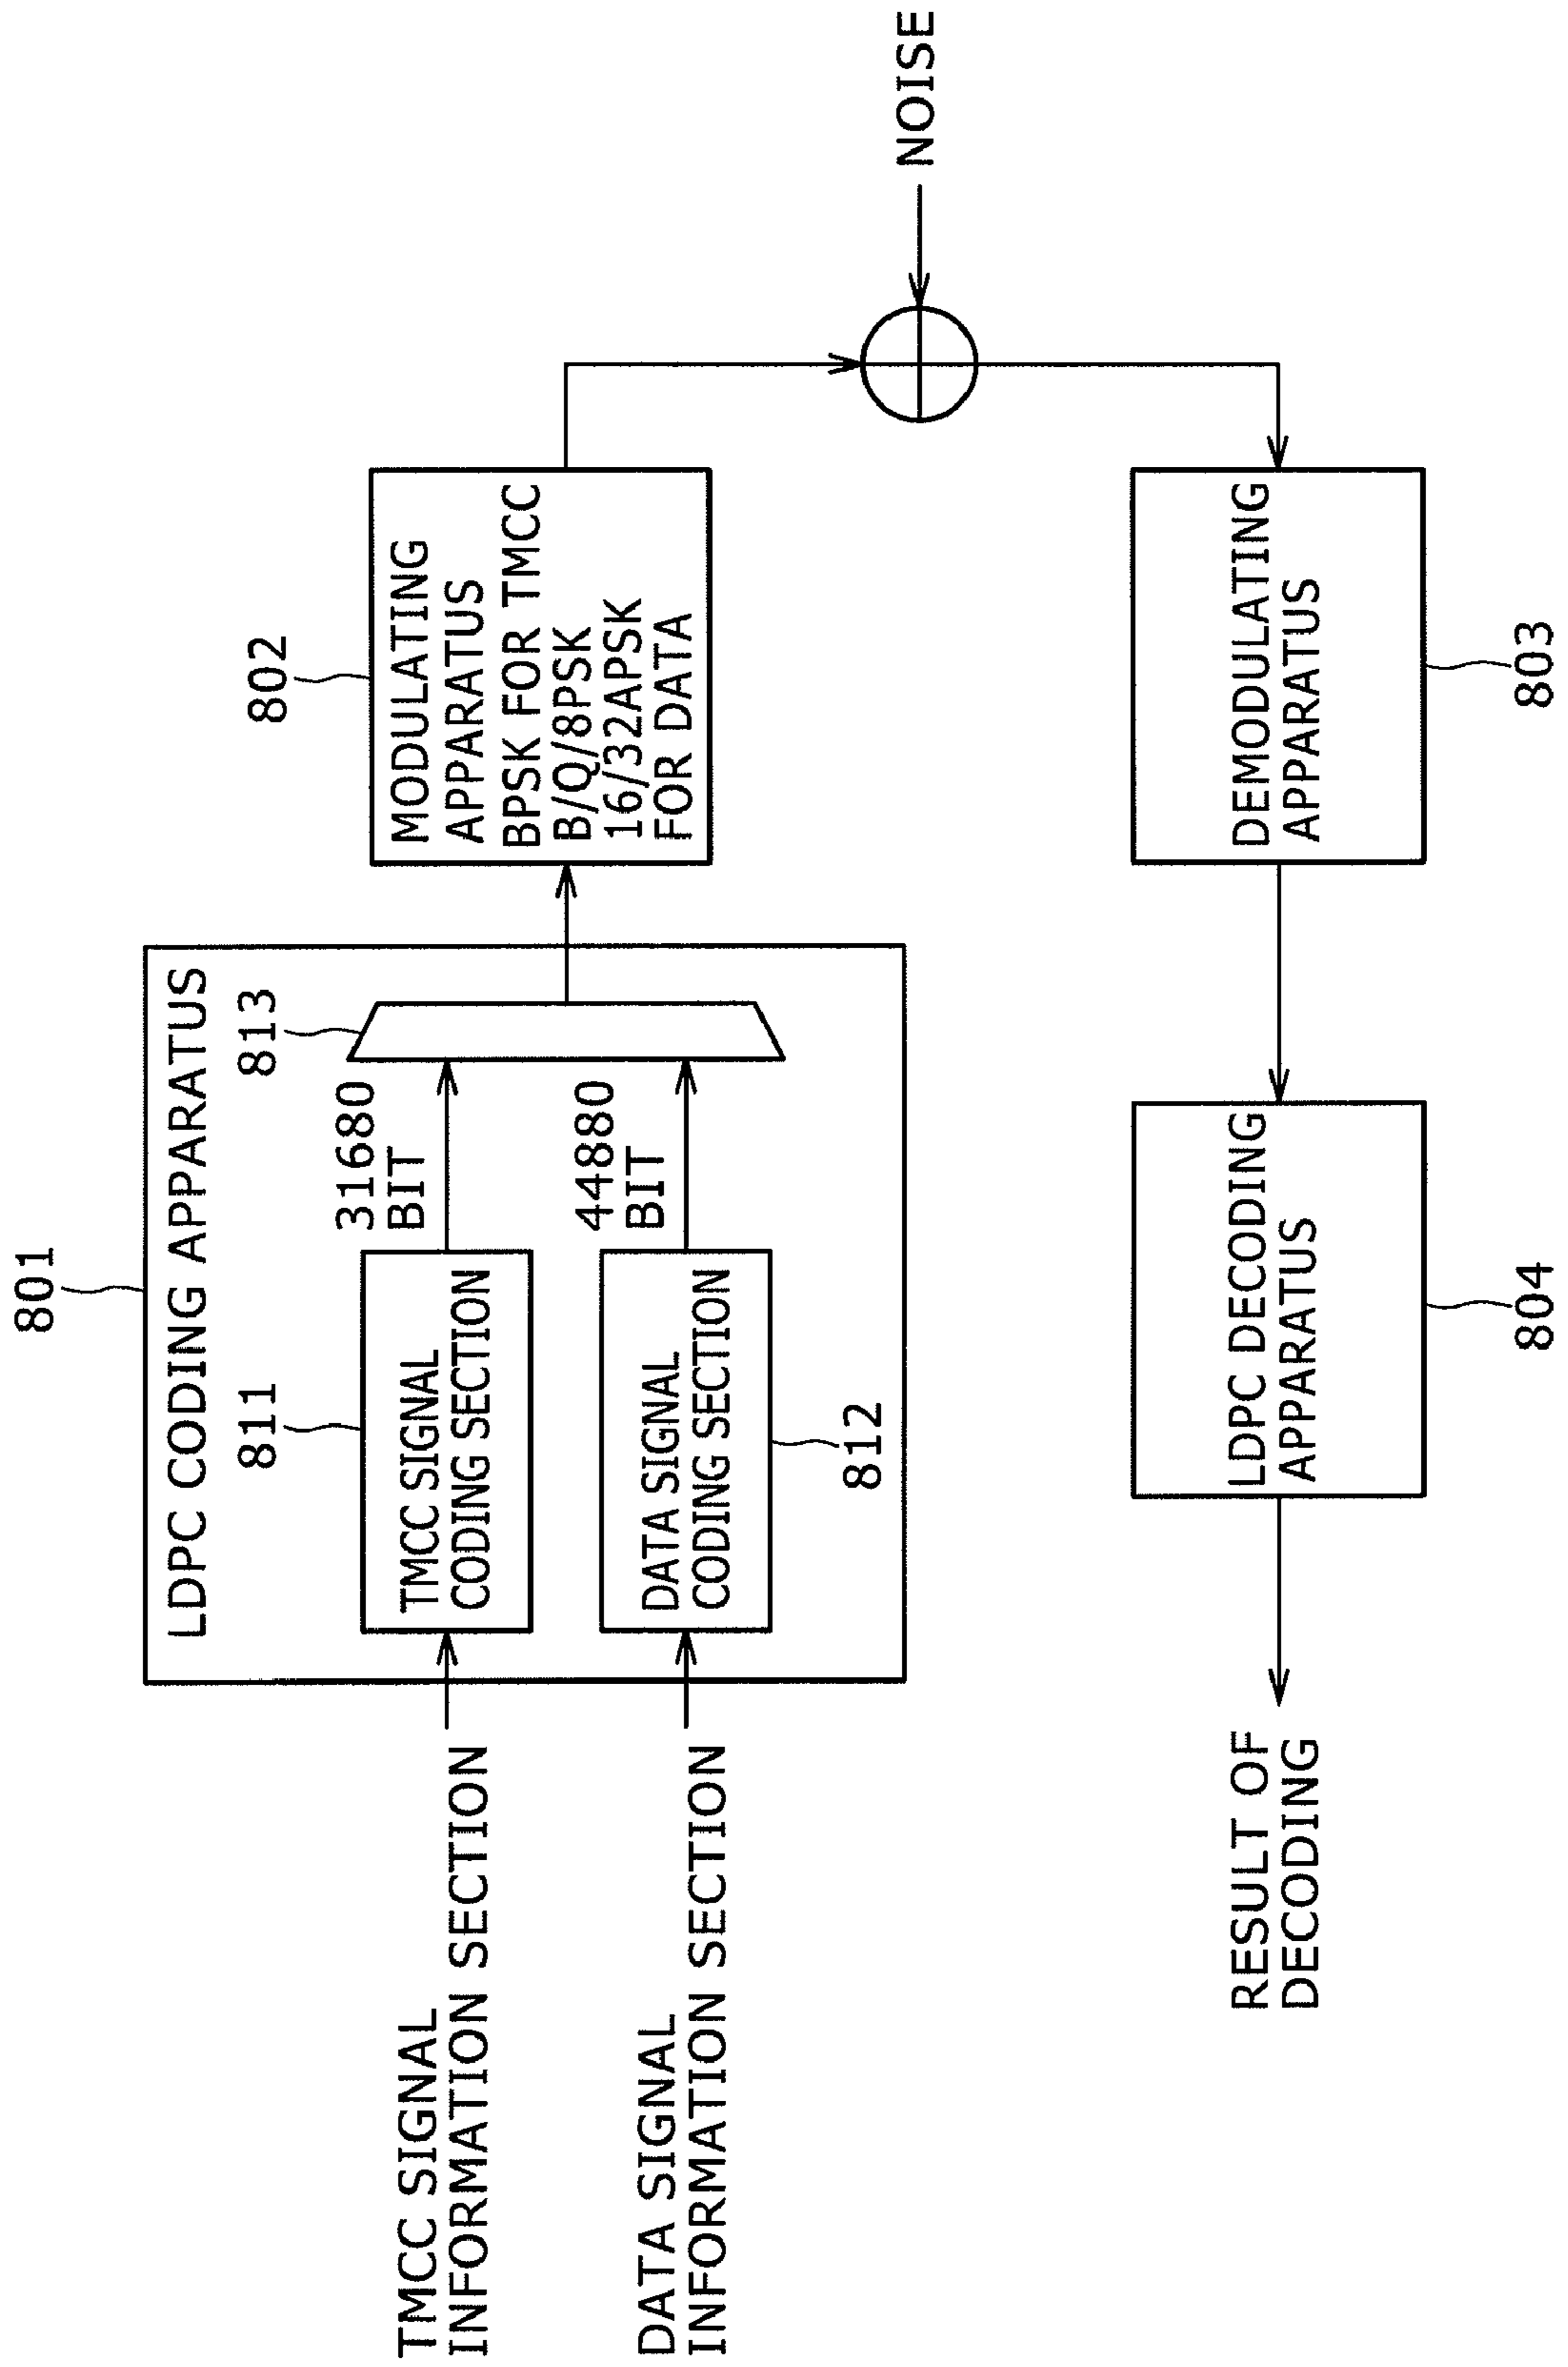 801
LDPC CODING APPARATUS
TMCC SIGNAL
INFORMATION SECTION
811
TMCC SIGNAL
CODING SECTION
31680
BIT
813
DATA SIGNAL
INFORMATION SECTION
DATA SIGNAL
CODING SECTION
812
44880
BIT
802
MODULATING
APPARATUS
BPSK FOR TMCC
B/Q/8PSK
16/32APSK
FOR DATA
NOISE
DEMODULATING
APPARATUS
803
LDPC DECODING
APPARATUS
804
RESULT OF
DECODING